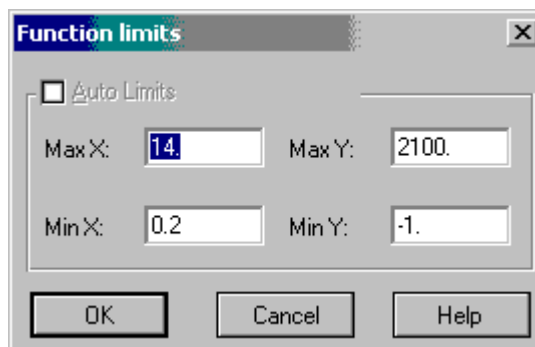 Function limits
Auto Limits
Max X: 14. Max Y: 2100.
Min X: 0.2 Min Y: -1.
OK Cancel Help